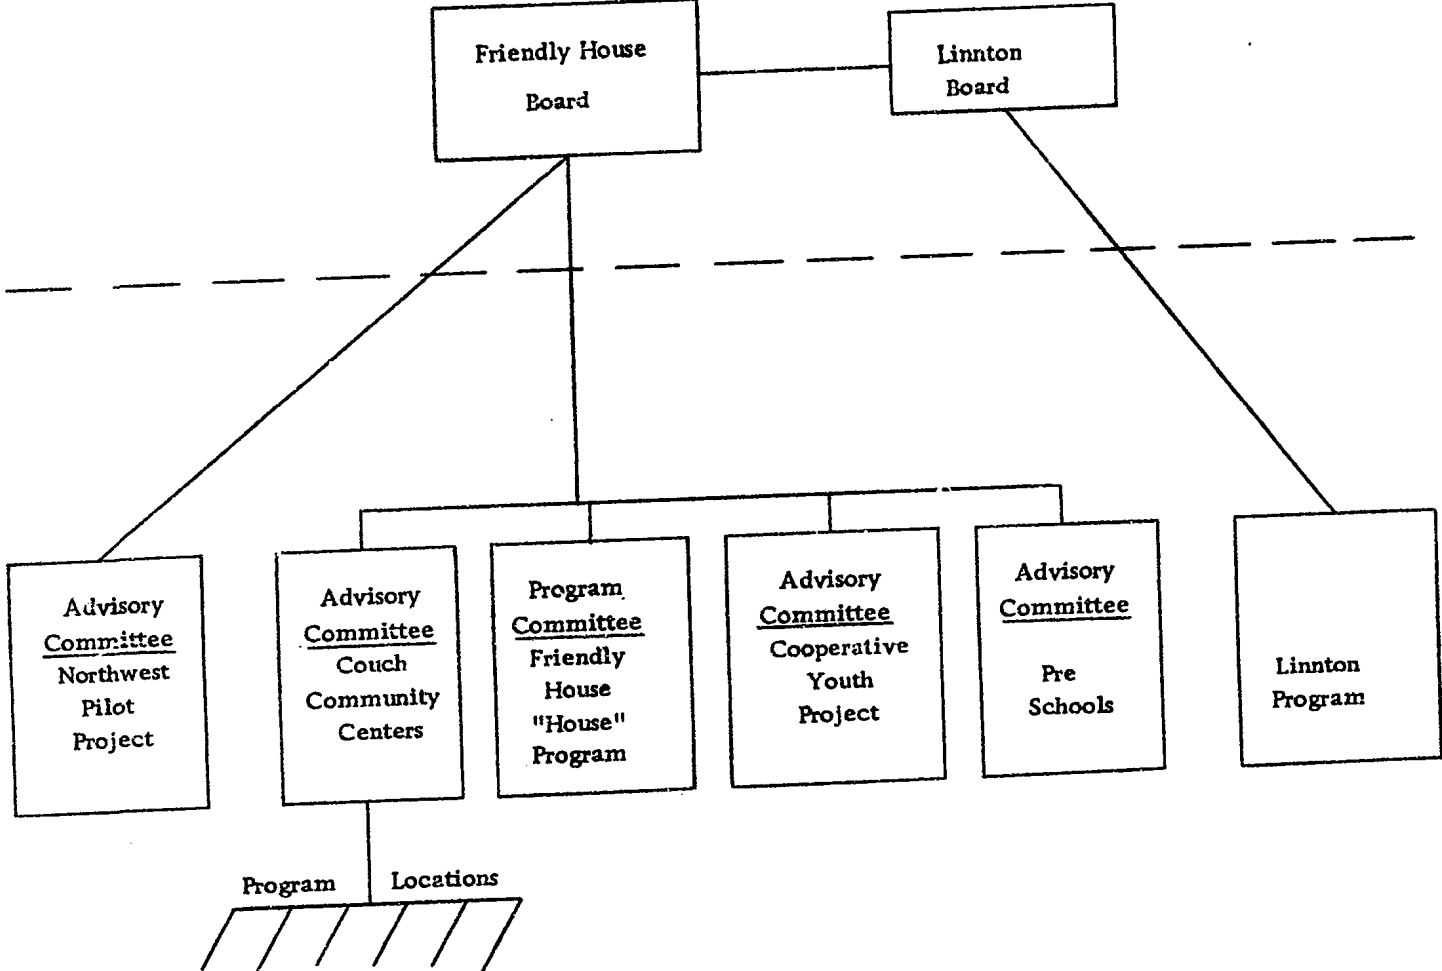 Friendly House
Board
Linnton
Board
Advisory
Committee
Northwest
Pilot
Project
Advisory
Committee
Couch
Community
Centers
Program
Committee
Friendly
House
"House"
Program
Advisory
Committee
Cooperative
Youth
Project
Advisory
Committee
Pre
Schools
Linnton
Program
Program Locations